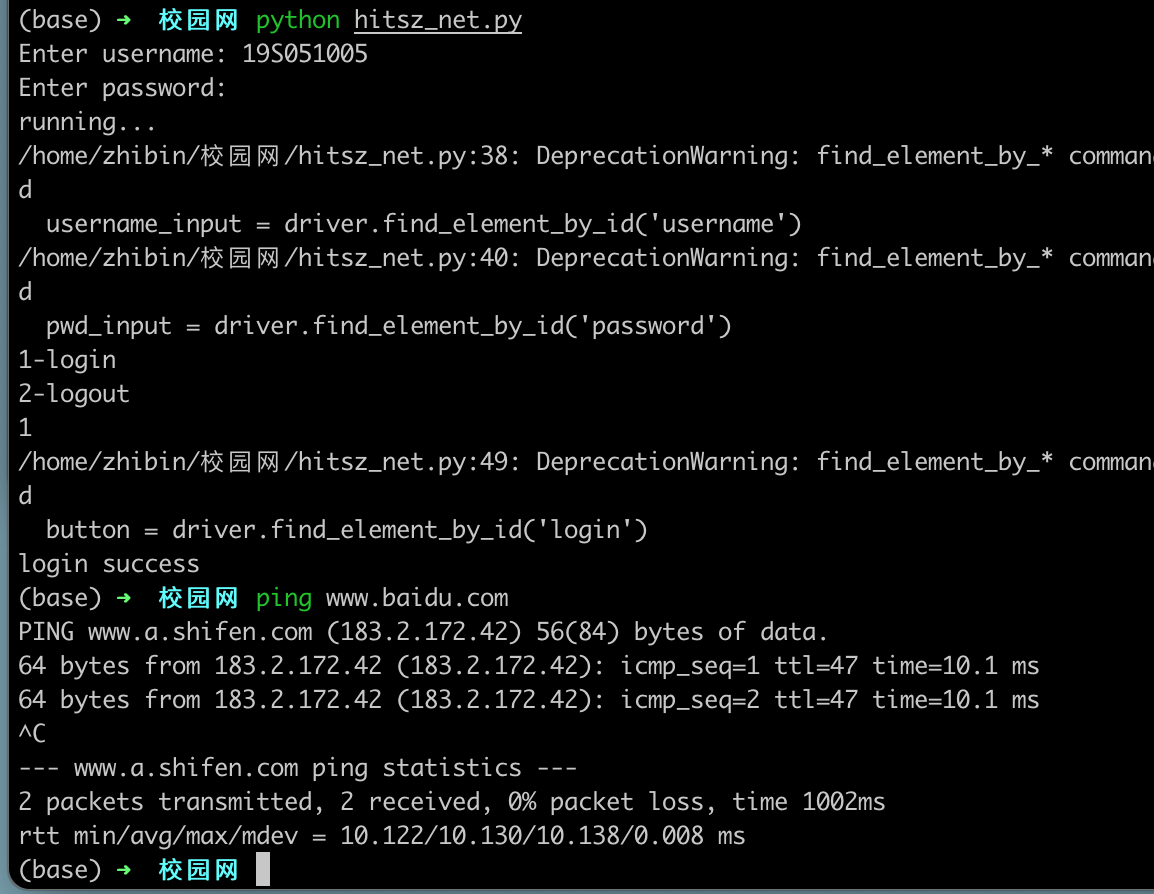 (base) ➜ 校园网 python hitsz_net.py
Enter username: 19S051005
Enter password:
running...
/home/zhibin/校园网/hitsz_net.py:38: DeprecationWarning: find_element_by_* comman
d
  username_input = driver.find_element_by_id('username')
/home/zhibin/校园网/hitsz_net.py:40: DeprecationWarning: find_element_by_* comman
d
  pwd_input = driver.find_element_by_id('password')
1-login
2-logout
1
/home/zhibin/校园网/hitsz_net.py:49: DeprecationWarning: find_element_by_* comman
d
  button = driver.find_element_by_id('login')
login success
(base) ➜ 校园网 ping www.baidu.com
PING www.a.shifen.com (183.2.172.42) 56(84) bytes of data.
64 bytes from 183.2.172.42 (183.2.172.42): icmp_seq=1 ttl=47 time=10.1 ms
64 bytes from 183.2.172.42 (183.2.172.42): icmp_seq=2 ttl=47 time=10.1 ms
^C
--- www.a.shifen.com ping statistics ---
2 packets transmitted, 2 received, 0% packet loss, time 1002ms
rtt min/avg/max/mdev = 10.122/10.130/10.138/0.008 ms
(base) ➜ 校园网